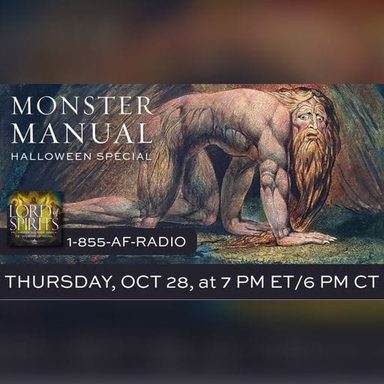 MONSTER
MANUAL
HALLOWEEN SPECIAL
LORD OF
SPIRITS
1-855-AF-RADIO
THURSDAY, OCT 28, at 7 PM ET/6 PM CT